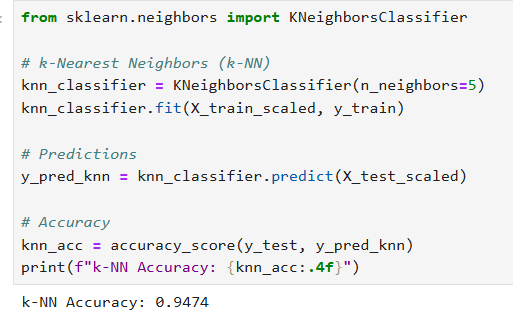 from sklearn.neighbors import KNeighborsClassifier
# k-Nearest Neighbors (k-NN)
knn_classifier = KNeighborsClassifier(n_neighbors=5)
knn_classifier.fit(X_train_scaled, y_train)
# Predictions
y_pred_knn = knn_classifier.predict(X_test_scaled)
# Accuracy
knn_acc = accuracy_score(y_test, y_pred_knn)
print(f"k-NN Accuracy: {knn_acc:.4f}")
k-NN Accuracy: 0.9474